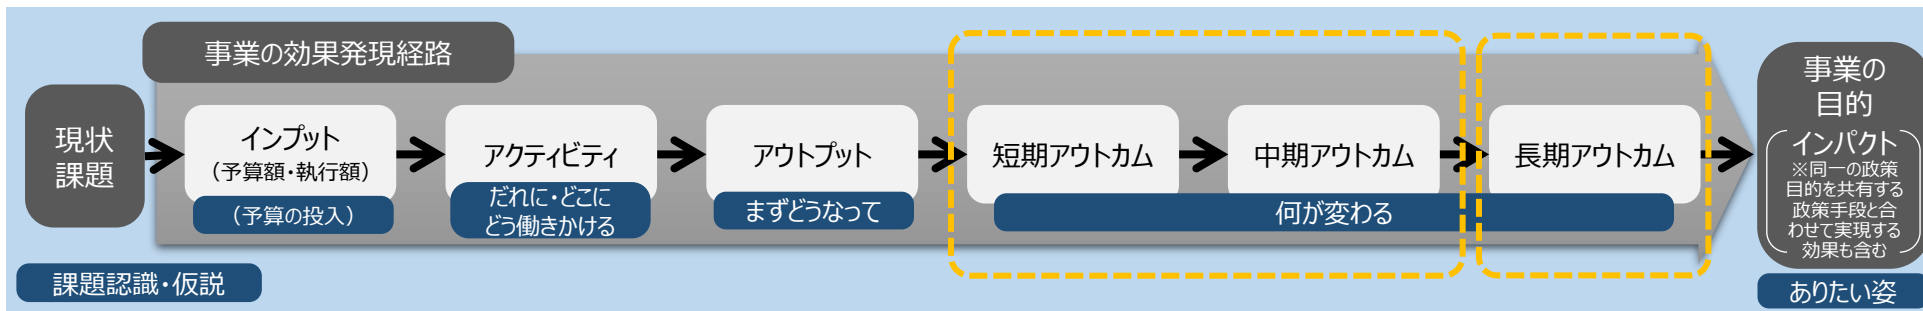 事業の効果発現経路
現状
課題
インプット
（予算額・執行額）
（予算の投入）
アクティビティ
だれに・どこに
どう働きかける
アウトプット
まずどうなって
短期アウトカム
中期アウトカム
長期アウトカム
何が変わる
事業の
目的
インパクト
※同一の政策
目的を共有する
政策手段と合
わせて実現する
効果も含む
課題認識・仮説
ありたい姿